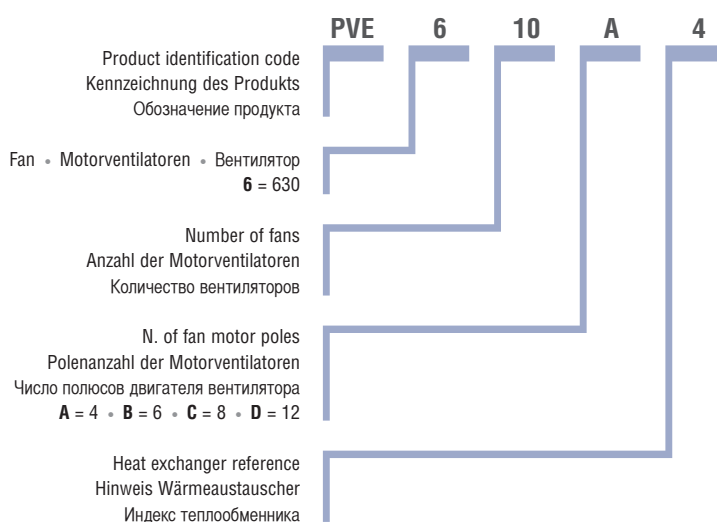 PVE 6 10 A 4
Product identification code
Kennzeichnung des Produkts
Обозначение продукта
Fan • Motorventilatoren • Вентилятор
6 = 630
Number of fans
Anzahl der Motorventilatoren
Количество вентиляторов
N. of fan motor poles
Polenanzahl der Motorventilatoren
Число полюсов двигателя вентилятора
A = 4 • B = 6 • C = 8 • D = 12
Heat exchanger reference
Hinweis Wärmeaustauscher
Индекс теплообменника